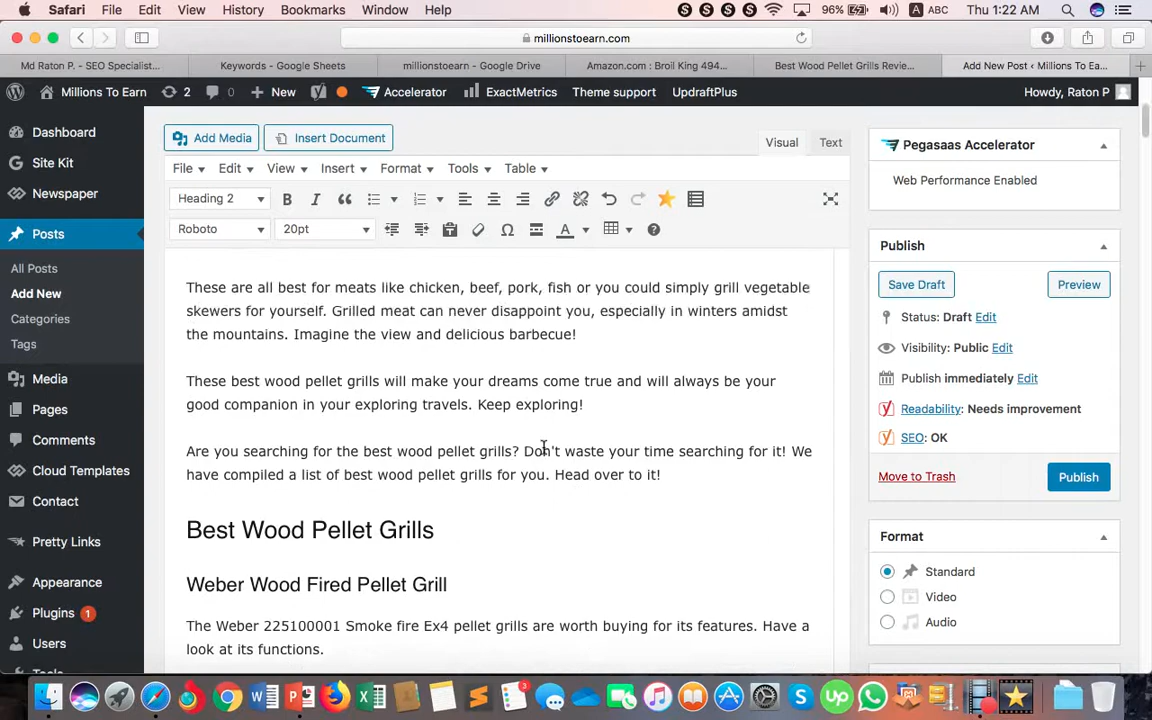 Safari File Edit View History Bookmarks Window Help 96% A ABC Thu 1:22 AM
millionstoearn.com
Md Raton P. - SEO Specialist... Keywords - Google Sheets millionstoearn - Google Drive Amazon.com : Broil King 494... Best Wood Pellet Grills Revie... Add New Post ‹ Millions To Ea...
Millions To Earn 2 0 New Accelerator ExactMetrics Theme support UpdraftPlus Howdy, Raton P
Dashboard
Site Kit
Newspaper
Posts
All Posts
Add New
Categories
Tags
Media
Pages
Comments
Cloud Templates
Contact
Pretty Links
Appearance
Plugins 1
Users
Tools
Add Media Insert Document Visual Text
File Edit View Insert Format Tools Table
Heading 2 B I
Roboto 20pt A
These are all best for meats like chicken, beef, pork, fish or you could simply grill vegetable
skewers for yourself. Grilled meat can never disappoint you, especially in winters amidst
the mountains. Imagine the view and delicious barbecue!
These best wood pellet grills will make your dreams come true and will always be your
good companion in your exploring travels. Keep exploring!
Are you searching for the best wood pellet grills? Don't waste your time searching for it! We
have compiled a list of best wood pellet grills for you. Head over to it!
Best Wood Pellet Grills
Weber Wood Fired Pellet Grill
The Weber 225100001 Smoke fire Ex4 pellet grills are worth buying for its features. Have a
look at its functions.
Pegasaas Accelerator
Web Performance Enabled
Publish
Save Draft Preview
Status: Draft Edit
Visibility: Public Edit
Publish immediately Edit
Readability: Needs improvement
SEO: OK
Move to Trash Publish
Format
Standard
Video
Audio
W P X 3 S up